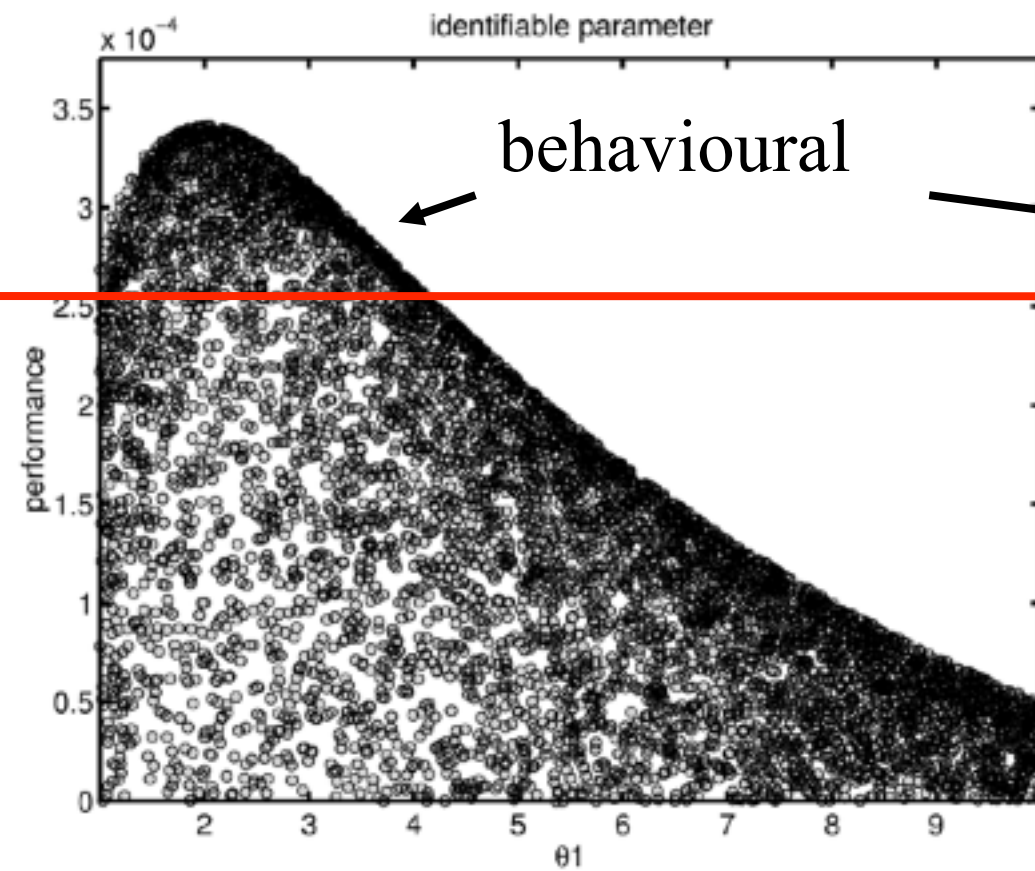 identifiable parameter
x 10⁻⁴
behavioural
3.5
3
2.5
2
1.5
1
0.5
0
performance
2 3 4 5 6 7 8 9
θ1